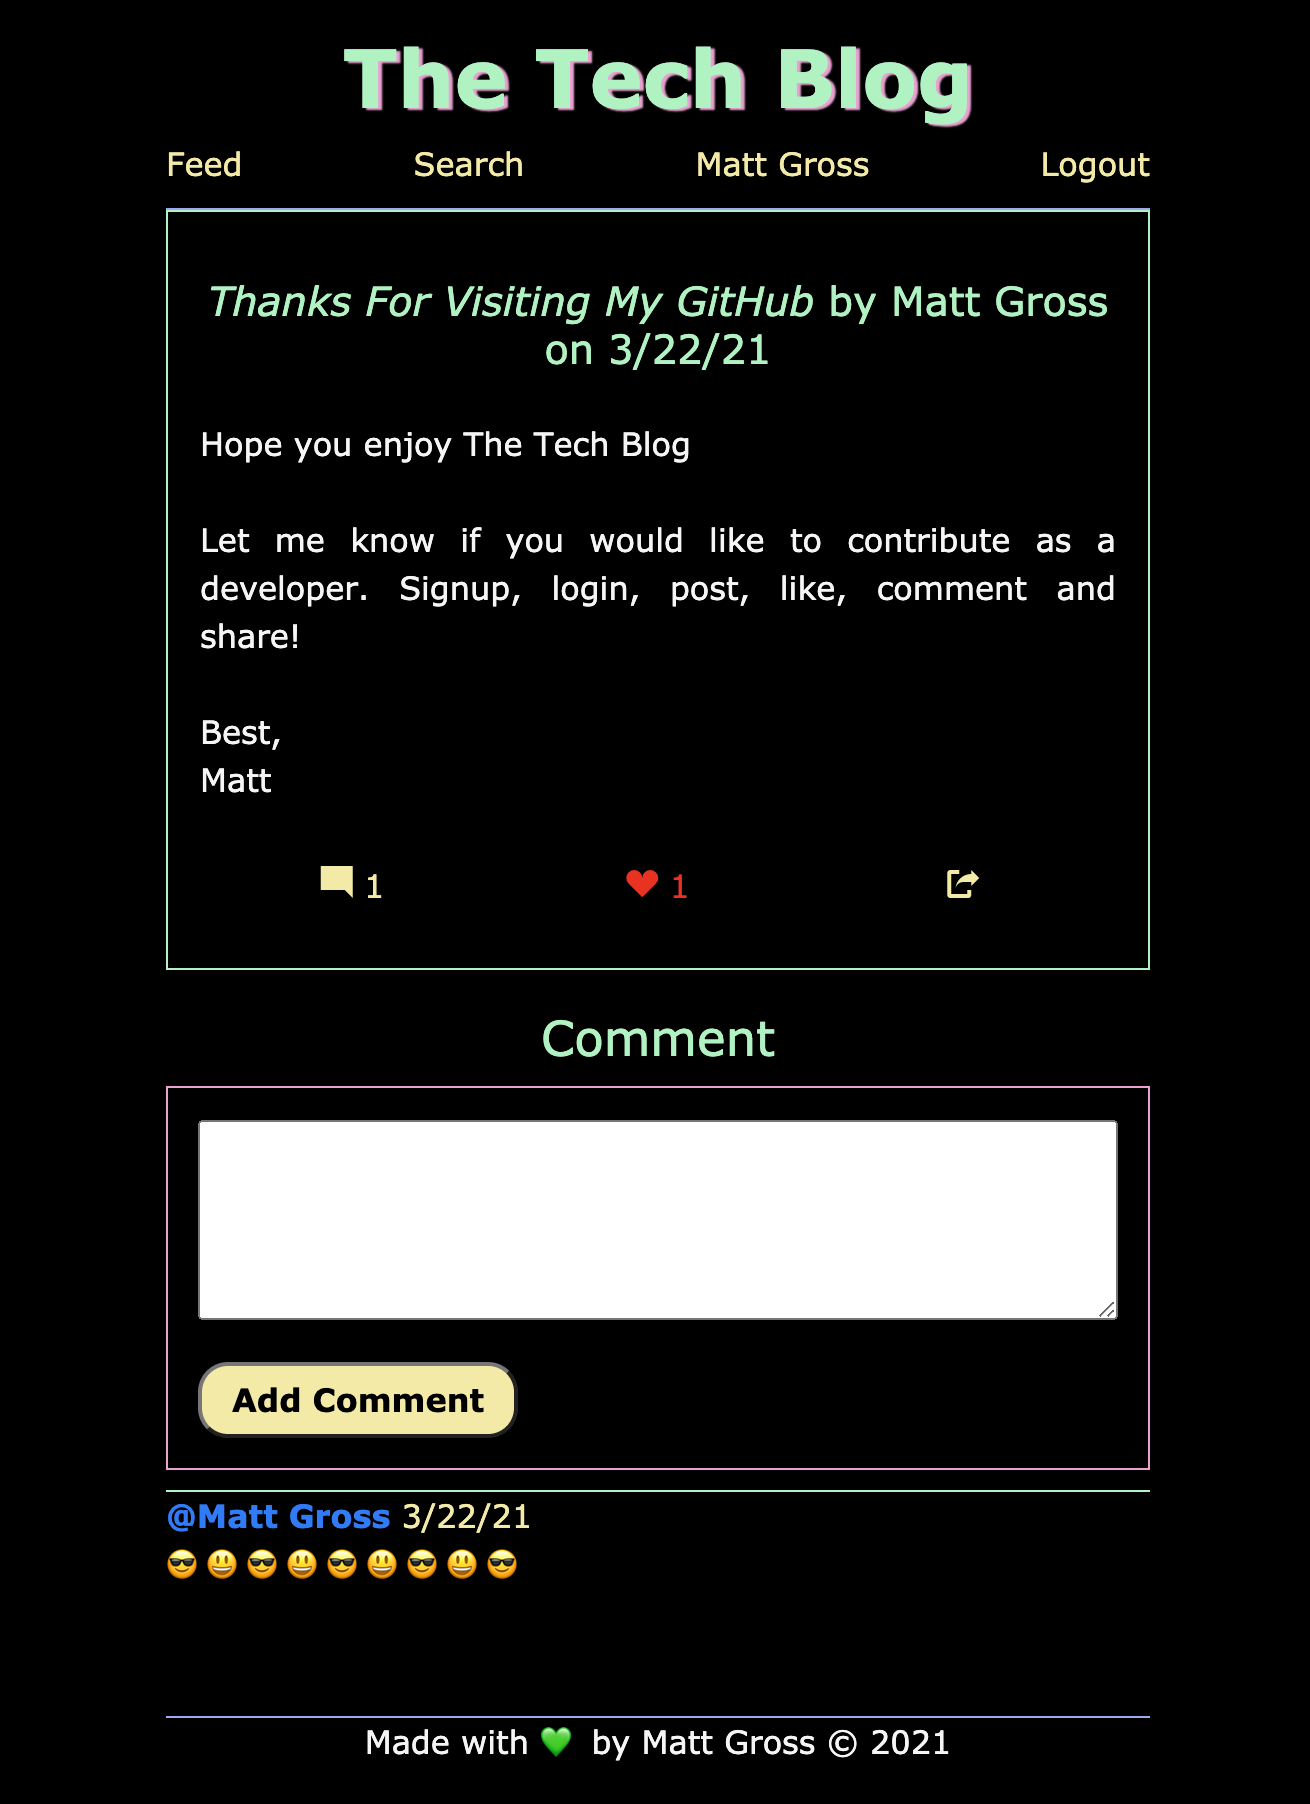 The Tech Blog
Feed Search Matt Gross Logout
Thanks For Visiting My GitHub by Matt Gross
on 3/22/21
Hope you enjoy The Tech Blog
Let me know if you would like to contribute as a
developer. Signup, login, post, like, comment and
share!
Best,
Matt
1 1
Comment
Add Comment
@Matt Gross 3/22/21
😎 😃 😎 😃 😎 😃 😎 😃 😎
Made with 💚 by Matt Gross © 2021